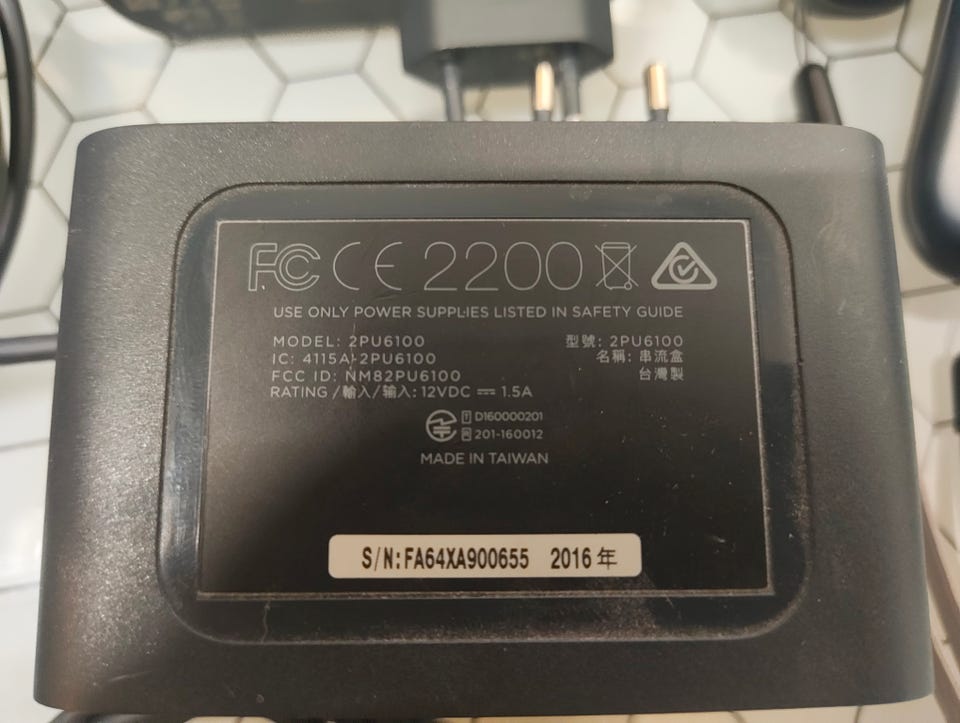 FC CE 2200
USE ONLY POWER SUPPLIES LISTED IN SAFETY GUIDE
MODEL: 2PU6100
IC: 4115A-2PU6100
FCC ID: NM82PU6100
RATING /輸入/输入: 12VDC ⎓ 1.5A
型號: 2PU6100
名稱: 串流盒
台灣製
T D160000201
R 201-160012
MADE IN TAIWAN
S/N:FA64XA900655 2016 年